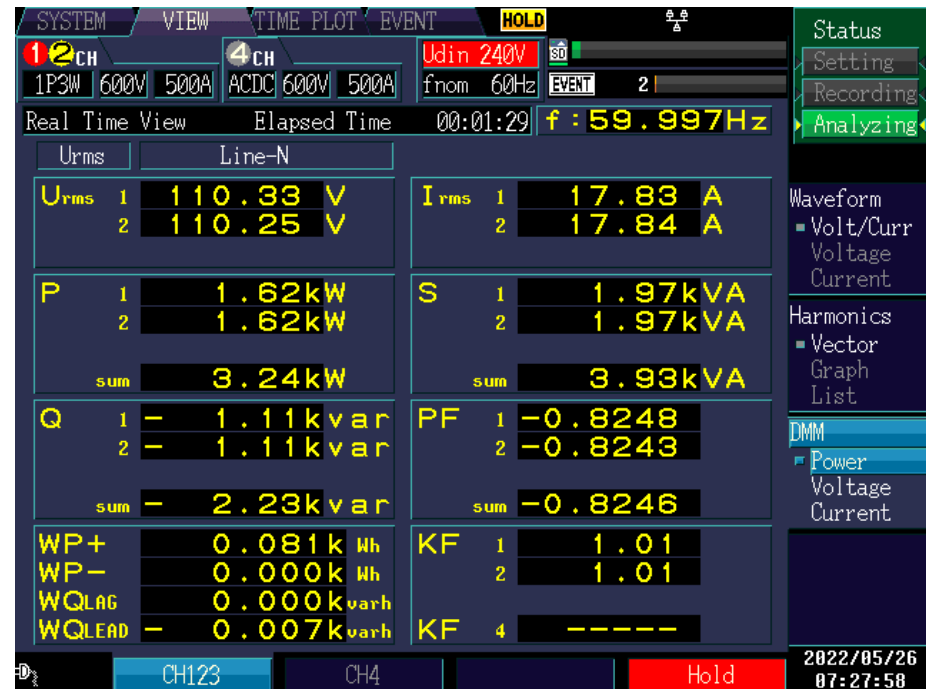 SYSTEM VIEW TIME PLOT EVENT HOLD
12CH 4CH Udin 240V SD
1P3W 600V 500A ACDC 600V 500A fnom 60Hz EVENT 2
Real Time View Elapsed Time 00:01:29 f:59.997Hz
Urms Line-N
Urms 1 110.33 V
2 110.25 V
Irms 1 17.83 A
2 17.84 A
P 1 1.62kW
2 1.62kW
sum 3.24kW
S 1 1.97kVA
2 1.97kVA
sum 3.93kVA
Q 1 - 1.11kvar
2 - 1.11kvar
sum - 2.23kvar
PF 1 -0.8248
2 -0.8243
sum -0.8246
WP+ 0.081k Wh
WP- 0.000k Wh
WQLAG 0.000kvarh
WQLEAD - 0.007kvarh
KF 1 1.01
2 1.01
KF 4 -----
Status
Setting
Recording
Analyzing
Waveform
Volt/Curr
Voltage
Current
Harmonics
Vector
Graph
List
DMM
Power
Voltage
Current
CH123 CH4 Hold
2022/05/26
07:27:58